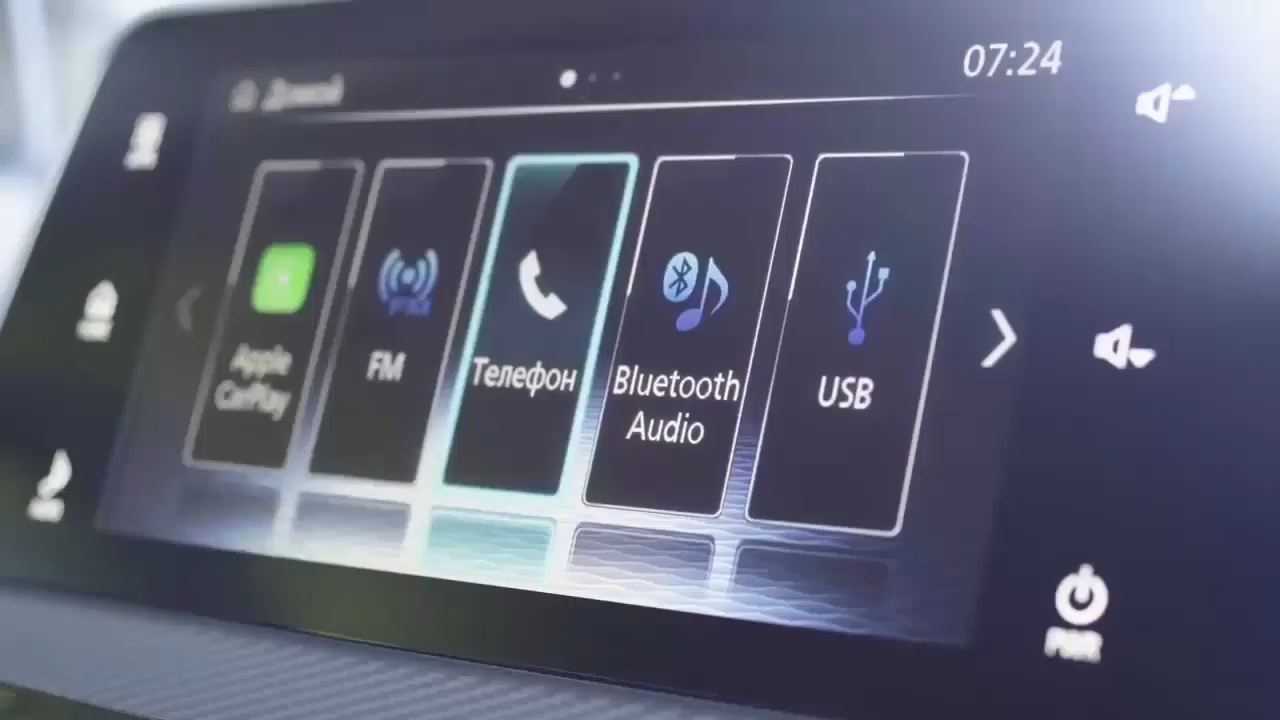 07:24
Apple
CarPlay
FM
Телефон
Bluetooth
Audio
USB
PWR